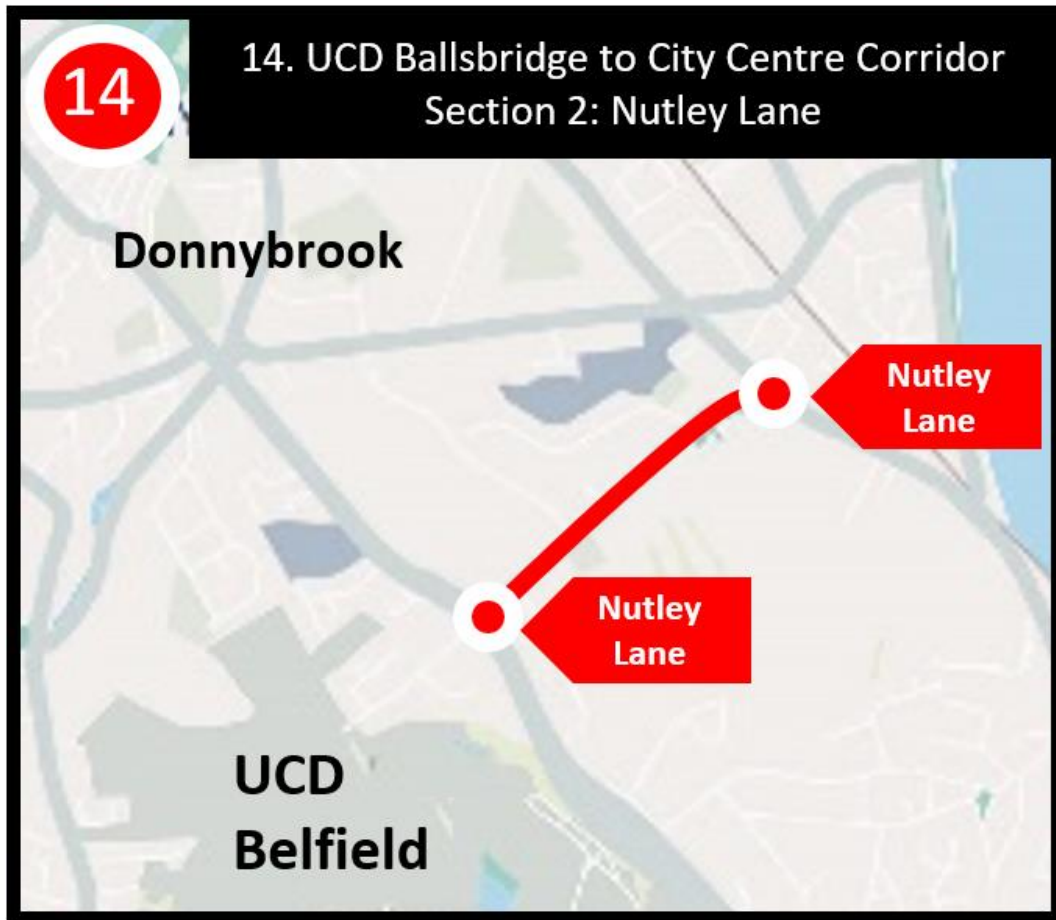 14
14. UCD Ballsbridge to City Centre Corridor
Section 2: Nutley Lane
Donnybrook
Nutley
Lane
Nutley
Lane
UCD
Belfield